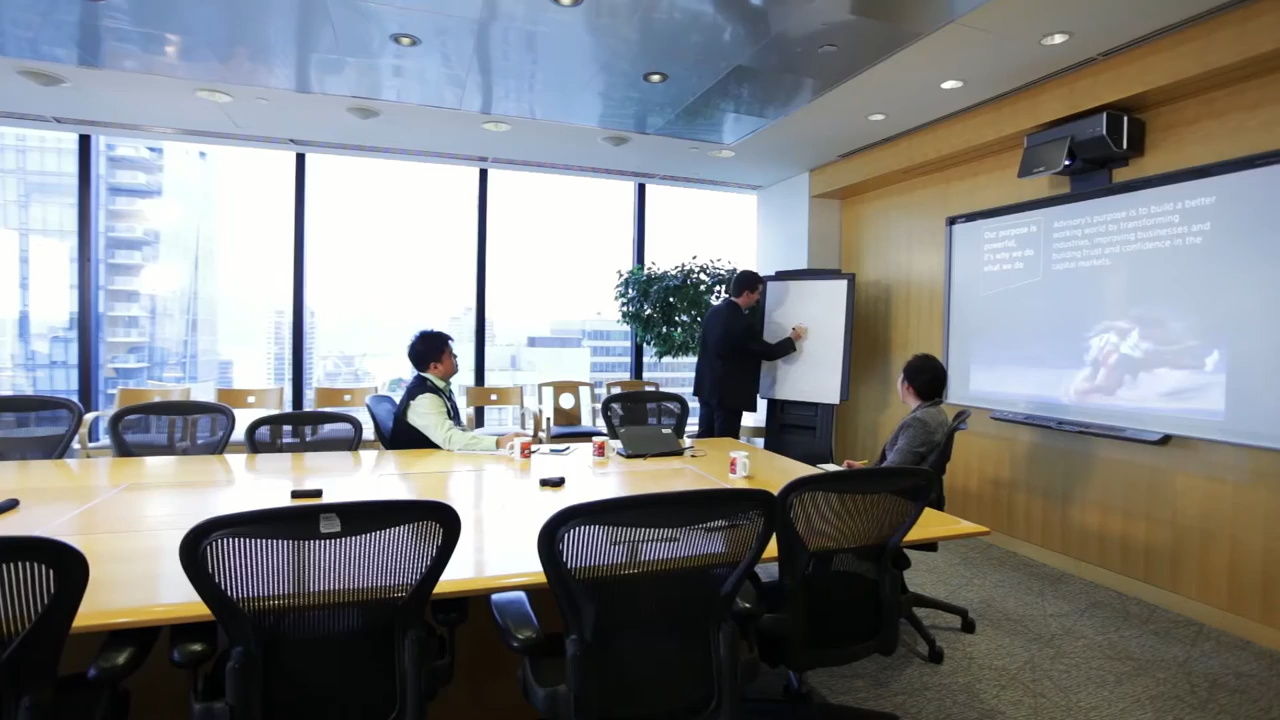 Our purpose is
powerful,
it's why we do
what we do
Advisory's purpose is to build a better
working world by transforming
industries, improving businesses and
building trust and confidence in the
capital markets.